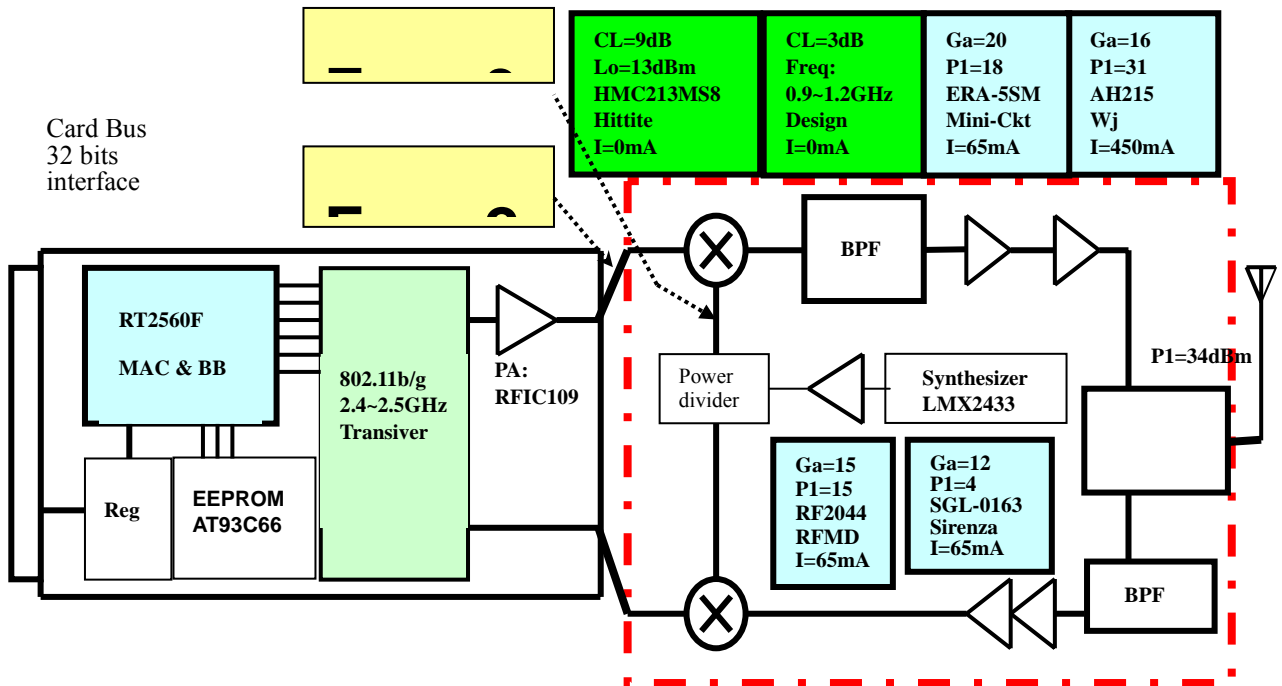 CL=9dB
Lo=13dBm
HMC213MS8
Hittite
I=0mA
CL=3dB
Freq:
0.9~1.2GHz
Design
I=0mA
Ga=20
P1=18
ERA-5SM
Mini-Ckt
I=65mA
Ga=16
P1=31
AH215
Wj
I=450mA
Card Bus
32 bits
interface
BPF
RT2560F
MAC & BB
802.11b/g
2.4~2.5GHz
Transiver
PA:
RFIC109
Power
divider
Synthesizer
LMX2433
P1=34dBm
Reg
EEPROM
AT93C66
Ga=15
P1=15
RF2044
RFMD
I=65mA
Ga=12
P1=4
SGL-0163
Sirenza
I=65mA
BPF